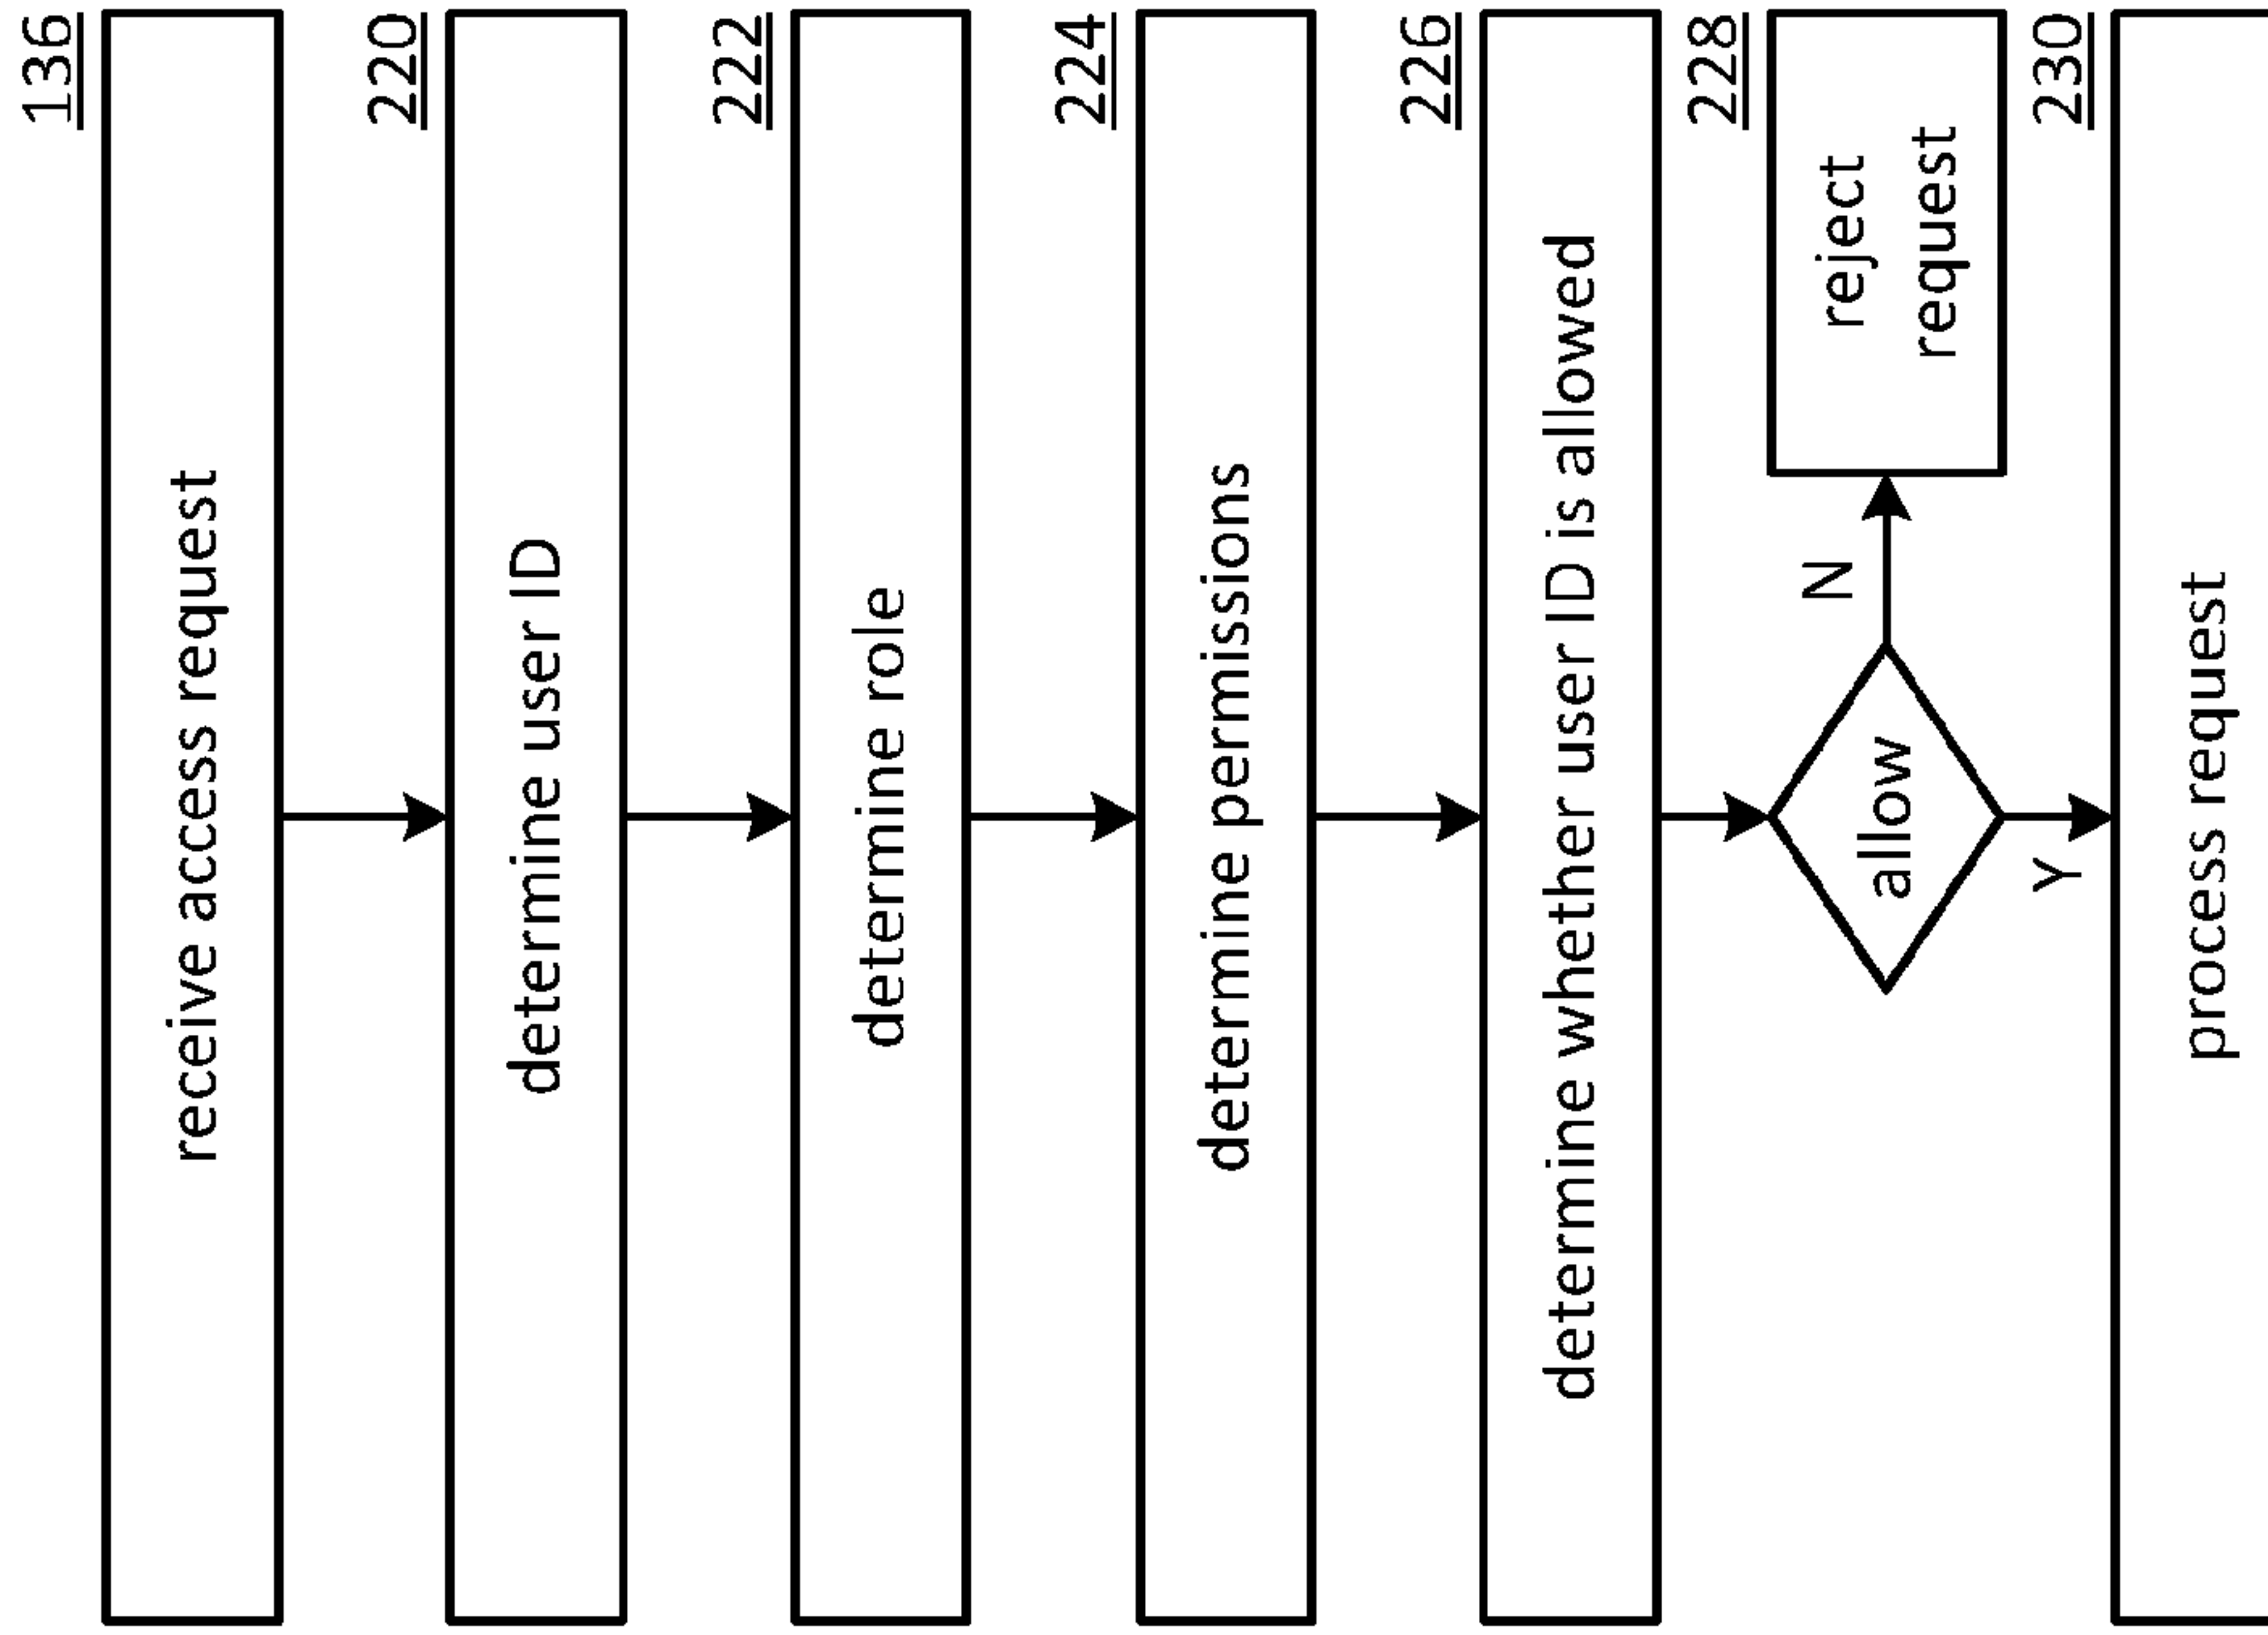 136
receive access request
220
determine user ID
222
determine role
224
determine permissions
226
determine whether user ID is allowed
228
allow
N
reject
request
Y
230
process request